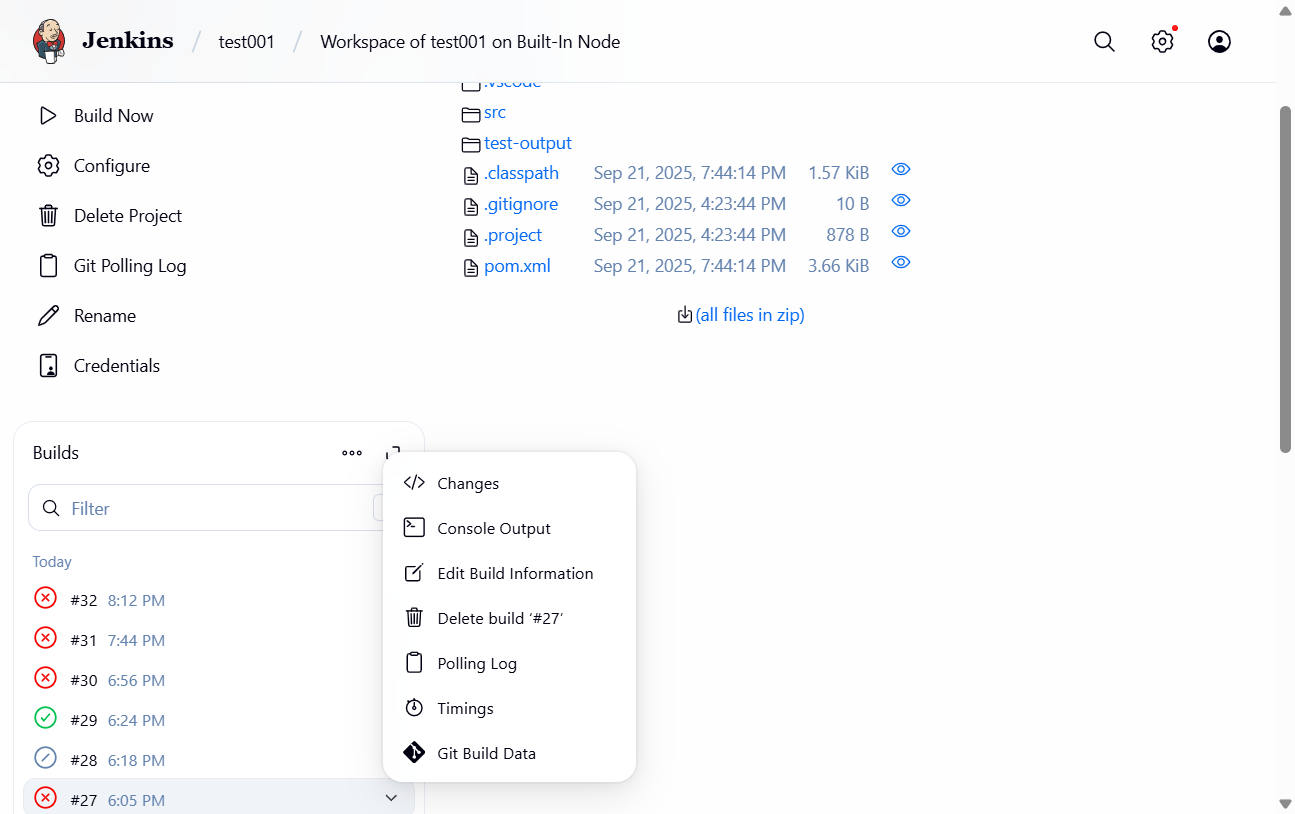 Jenkins / test001 / Workspace of test001 on Built-In Node
Build Now
Configure
Delete Project
Git Polling Log
Rename
Credentials
.vscode
src
test-output
.classpath Sep 21, 2025, 7:44:14 PM 1.57 KiB
.gitignore Sep 21, 2025, 4:23:44 PM 10 B
.project Sep 21, 2025, 4:23:44 PM 878 B
pom.xml Sep 21, 2025, 7:44:14 PM 3.66 KiB
(all files in zip)
Builds
Filter
Today
#32 8:12 PM
#31 7:44 PM
#30 6:56 PM
#29 6:24 PM
#28 6:18 PM
#27 6:05 PM
Changes
Console Output
Edit Build Information
Delete build ‘#27’
Polling Log
Timings
Git Build Data